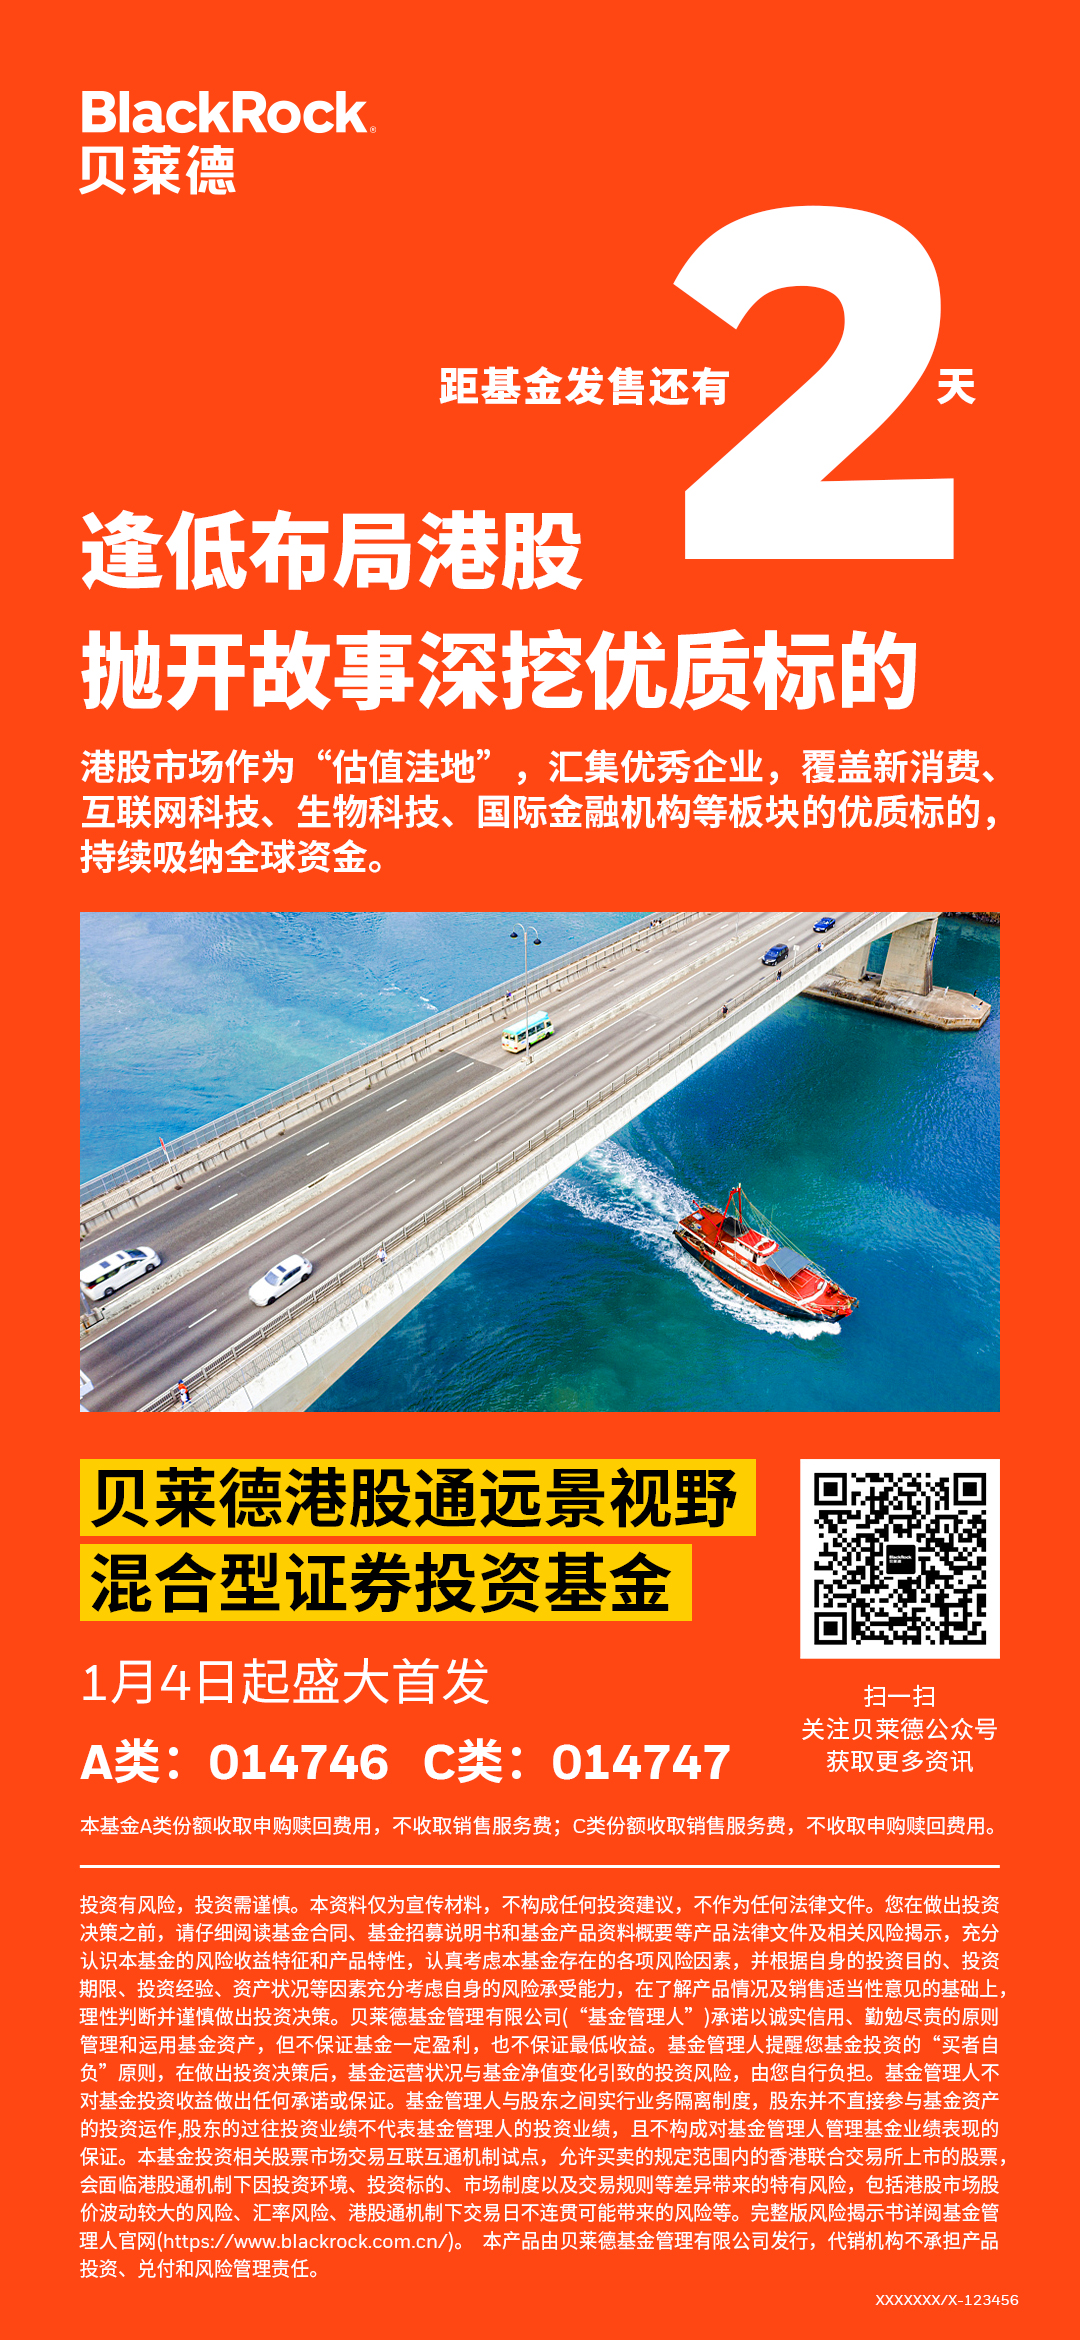 BlackRock®
贝莱德
距基金发售还有2天
逢低布局港股
抛开故事深挖优质标的
港股市场作为“估值洼地”，汇集优秀企业，覆盖新消费、
互联网科技、生物科技、国际金融机构等板块的优质标的，
持续吸纳全球资金。
贝莱德港股通远景视野
混合型证券投资基金
1月4日起盛大首发
A类：014746 C类：014747
BlackRock
贝莱德
扫一扫
关注贝莱德公众号
获取更多资讯
本基金A类份额收取申购赎回费用，不收取销售服务费；C类份额收取销售服务费，不收取申购赎回费用。
投资有风险，投资需谨慎。本资料仅为宣传材料，不构成任何投资建议，不作为任何法律文件。您在做出投资
决策之前，请仔细阅读基金合同、基金招募说明书和基金产品资料概要等产品法律文件及相关风险揭示，充分
认识本基金的风险收益特征和产品特性，认真考虑本基金存在的各项风险因素，并根据自身的投资目的、投资
期限、投资经验、资产状况等因素充分考虑自身的风险承受能力，在了解产品情况及销售适当性意见的基础上，
理性判断并谨慎做出投资决策。贝莱德基金管理有限公司(“基金管理人”)承诺以诚实信用、勤勉尽责的原则
管理和运用基金资产，但不保证基金一定盈利，也不保证最低收益。基金管理人提醒您基金投资的“买者自
负”原则，在做出投资决策后，基金运营状况与基金净值变化引致的投资风险，由您自行负担。基金管理人不
对基金投资收益做出任何承诺或保证。基金管理人与股东之间实行业务隔离制度，股东并不直接参与基金资产
的投资运作,股东的过往投资业绩不代表基金管理人的投资业绩，且不构成对基金管理人管理基金业绩表现的
保证。本基金投资相关股票市场交易互联互通机制试点，允许买卖的规定范围内的香港联合交易所上市的股票，
会面临港股通机制下因投资环境、投资标的、市场制度以及交易规则等差异带来的特有风险，包括港股市场股
价波动较大的风险、汇率风险、港股通机制下交易日不连贯可能带来的风险等。完整版风险揭示书详阅基金管
理人官网(https://www.blackrock.com.cn/)。 本产品由贝莱德基金管理有限公司发行，代销机构不承担产品
投资、兑付和风险管理责任。
XXXXXXX/X-123456